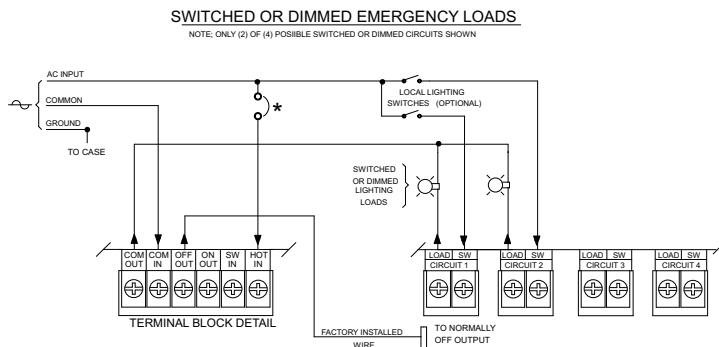 SWITCHED OR DIMMED EMERGENCY LOADS
NOTE; ONLY (2) OF (4) POSIIBLE SWITCHED OR DIMMED CIRCUITS SHOWN
AC INPUT
COMMON
GROUND
TO CASE
*
LOCAL LIGHTING
SWITCHES (OPTIONAL)
SWITCHED
OR DIMMED
LIGHTING
LOADS
COM OUT
COM IN
OFF OUT
ON OUT
SW IN
HOT IN
TERMINAL BLOCK DETAIL
LOAD SW
CIRCUIT 1
LOAD SW
CIRCUIT 2
LOAD SW
CIRCUIT 3
LOAD SW
CIRCUIT 4
FACTORY INSTALLED
WIRE
TO NORMALLY
OFF OUTPUT